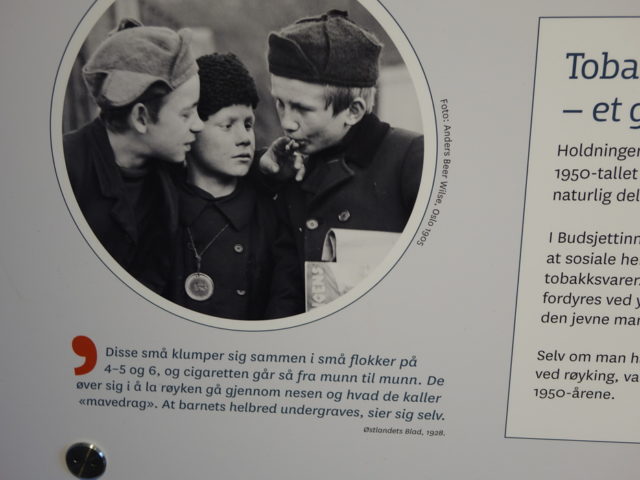 Foto: Anders Beer Wilse, Oslo 1905
Disse små klumper sig sammen i små flokker på
4–5 og 6, og cigaretten går så fra munn til munn. De
øver sig i å la røyken gå gjennom nesen og hvad de kaller
«mavedrag». At barnets helbred undergraves, sier sig selv.
Østlandets Blad, 1928.
– et
Holdninger
1950-tallet
naturlig del
I Budsjettinn
at sosiale he
tobakksvaren
fordyres ved
den jevne man
Selv om man h
ved røyking, va
1950-årene.